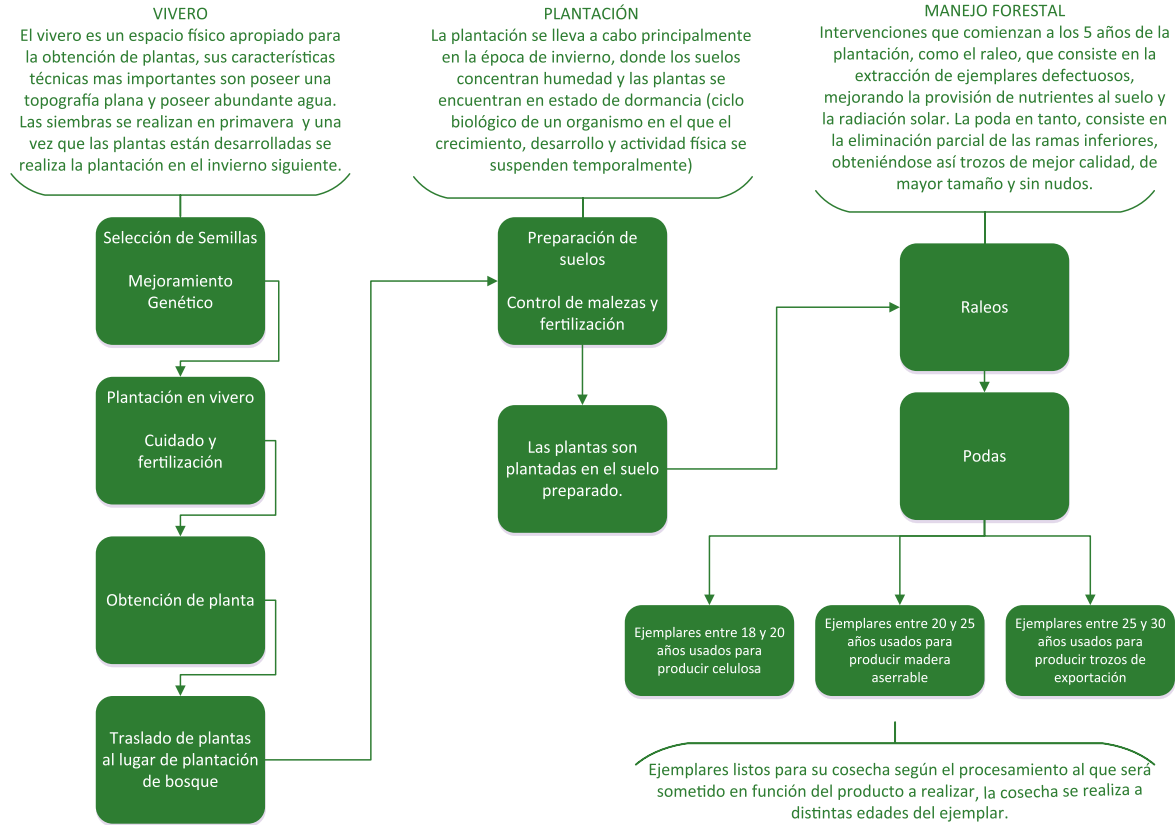 VIVERO
El vivero es un espacio físico apropiado para
la obtención de plantas, sus características
técnicas mas importantes son poseer una
topografía plana y poseer abundante agua.
Las siembras se realizan en primavera y una
vez que las plantas están desarrolladas se
realiza la plantación en el invierno siguiente.
Selección de Semillas
Mejoramiento
Genético
Plantación en vivero
Cuidado y
fertilización
Obtención de planta
Traslado de plantas
al lugar de plantación
de bosque
PLANTACIÓN
La plantación se lleva a cabo principalmente
en la época de invierno, donde los suelos
concentran humedad y las plantas se
encuentran en estado de dormancia (ciclo
biológico de un organismo en el que el
crecimiento, desarrollo y actividad física se
suspenden temporalmente)
Preparación de
suelos
Control de malezas y
fertilización
Las plantas son
plantadas en el suelo
preparado.
MANEJO FORESTAL
Intervenciones que comienzan a los 5 años de la
plantación, como el raleo, que consiste en la
extracción de ejemplares defectuosos,
mejorando la provisión de nutrientes al suelo y
la radiación solar. La poda en tanto, consiste en
la eliminación parcial de las ramas inferiores,
obteniéndose así trozos de mejor calidad, de
mayor tamaño y sin nudos.
Raleos
Podas
Ejemplares entre 18 y 20
años usados para
producir celulosa
Ejemplares entre 20 y 25
años usados para
producir madera
aserrable
Ejemplares entre 25 y 30
años usados para
producir trozos de
exportación
Ejemplares listos para su cosecha según el procesamiento al que será
sometido en función del producto a realizar, la cosecha se realiza a
distintas edades del ejemplar.